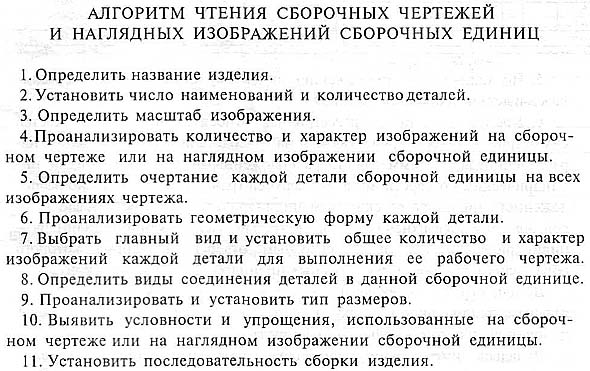 АЛГОРИТМ ЧТЕНИЯ СБОРОЧНЫХ ЧЕРТЕЖЕЙ
И НАГЛЯДНЫХ ИЗОБРАЖЕНИЙ СБОРОЧНЫХ ЕДИНИЦ
1. Определить название изделия.
2. Установить число наименований и количество деталей.
3. Определить масштаб изображения.
4. Проанализировать количество и характер изображений на сбороч-
ном чертеже или на наглядном изображении сборочной единицы.
5. Определить очертание каждой детали сборочной единицы на всех
изображениях чертежа.
6. Проанализировать геометрическую форму каждой детали.
7. Выбрать главный вид и установить общее количество и характер
изображений каждой детали для выполнения ее рабочего чертежа.
8. Определить виды соединения деталей в данной сборочной единице.
9. Проанализировать и установить тип размеров.
10. Выявить условности и упрощения, использованные на сбороч-
ном чертеже или на наглядном изображении сборочной единицы.
11. Установить последовательность сборки изделия.